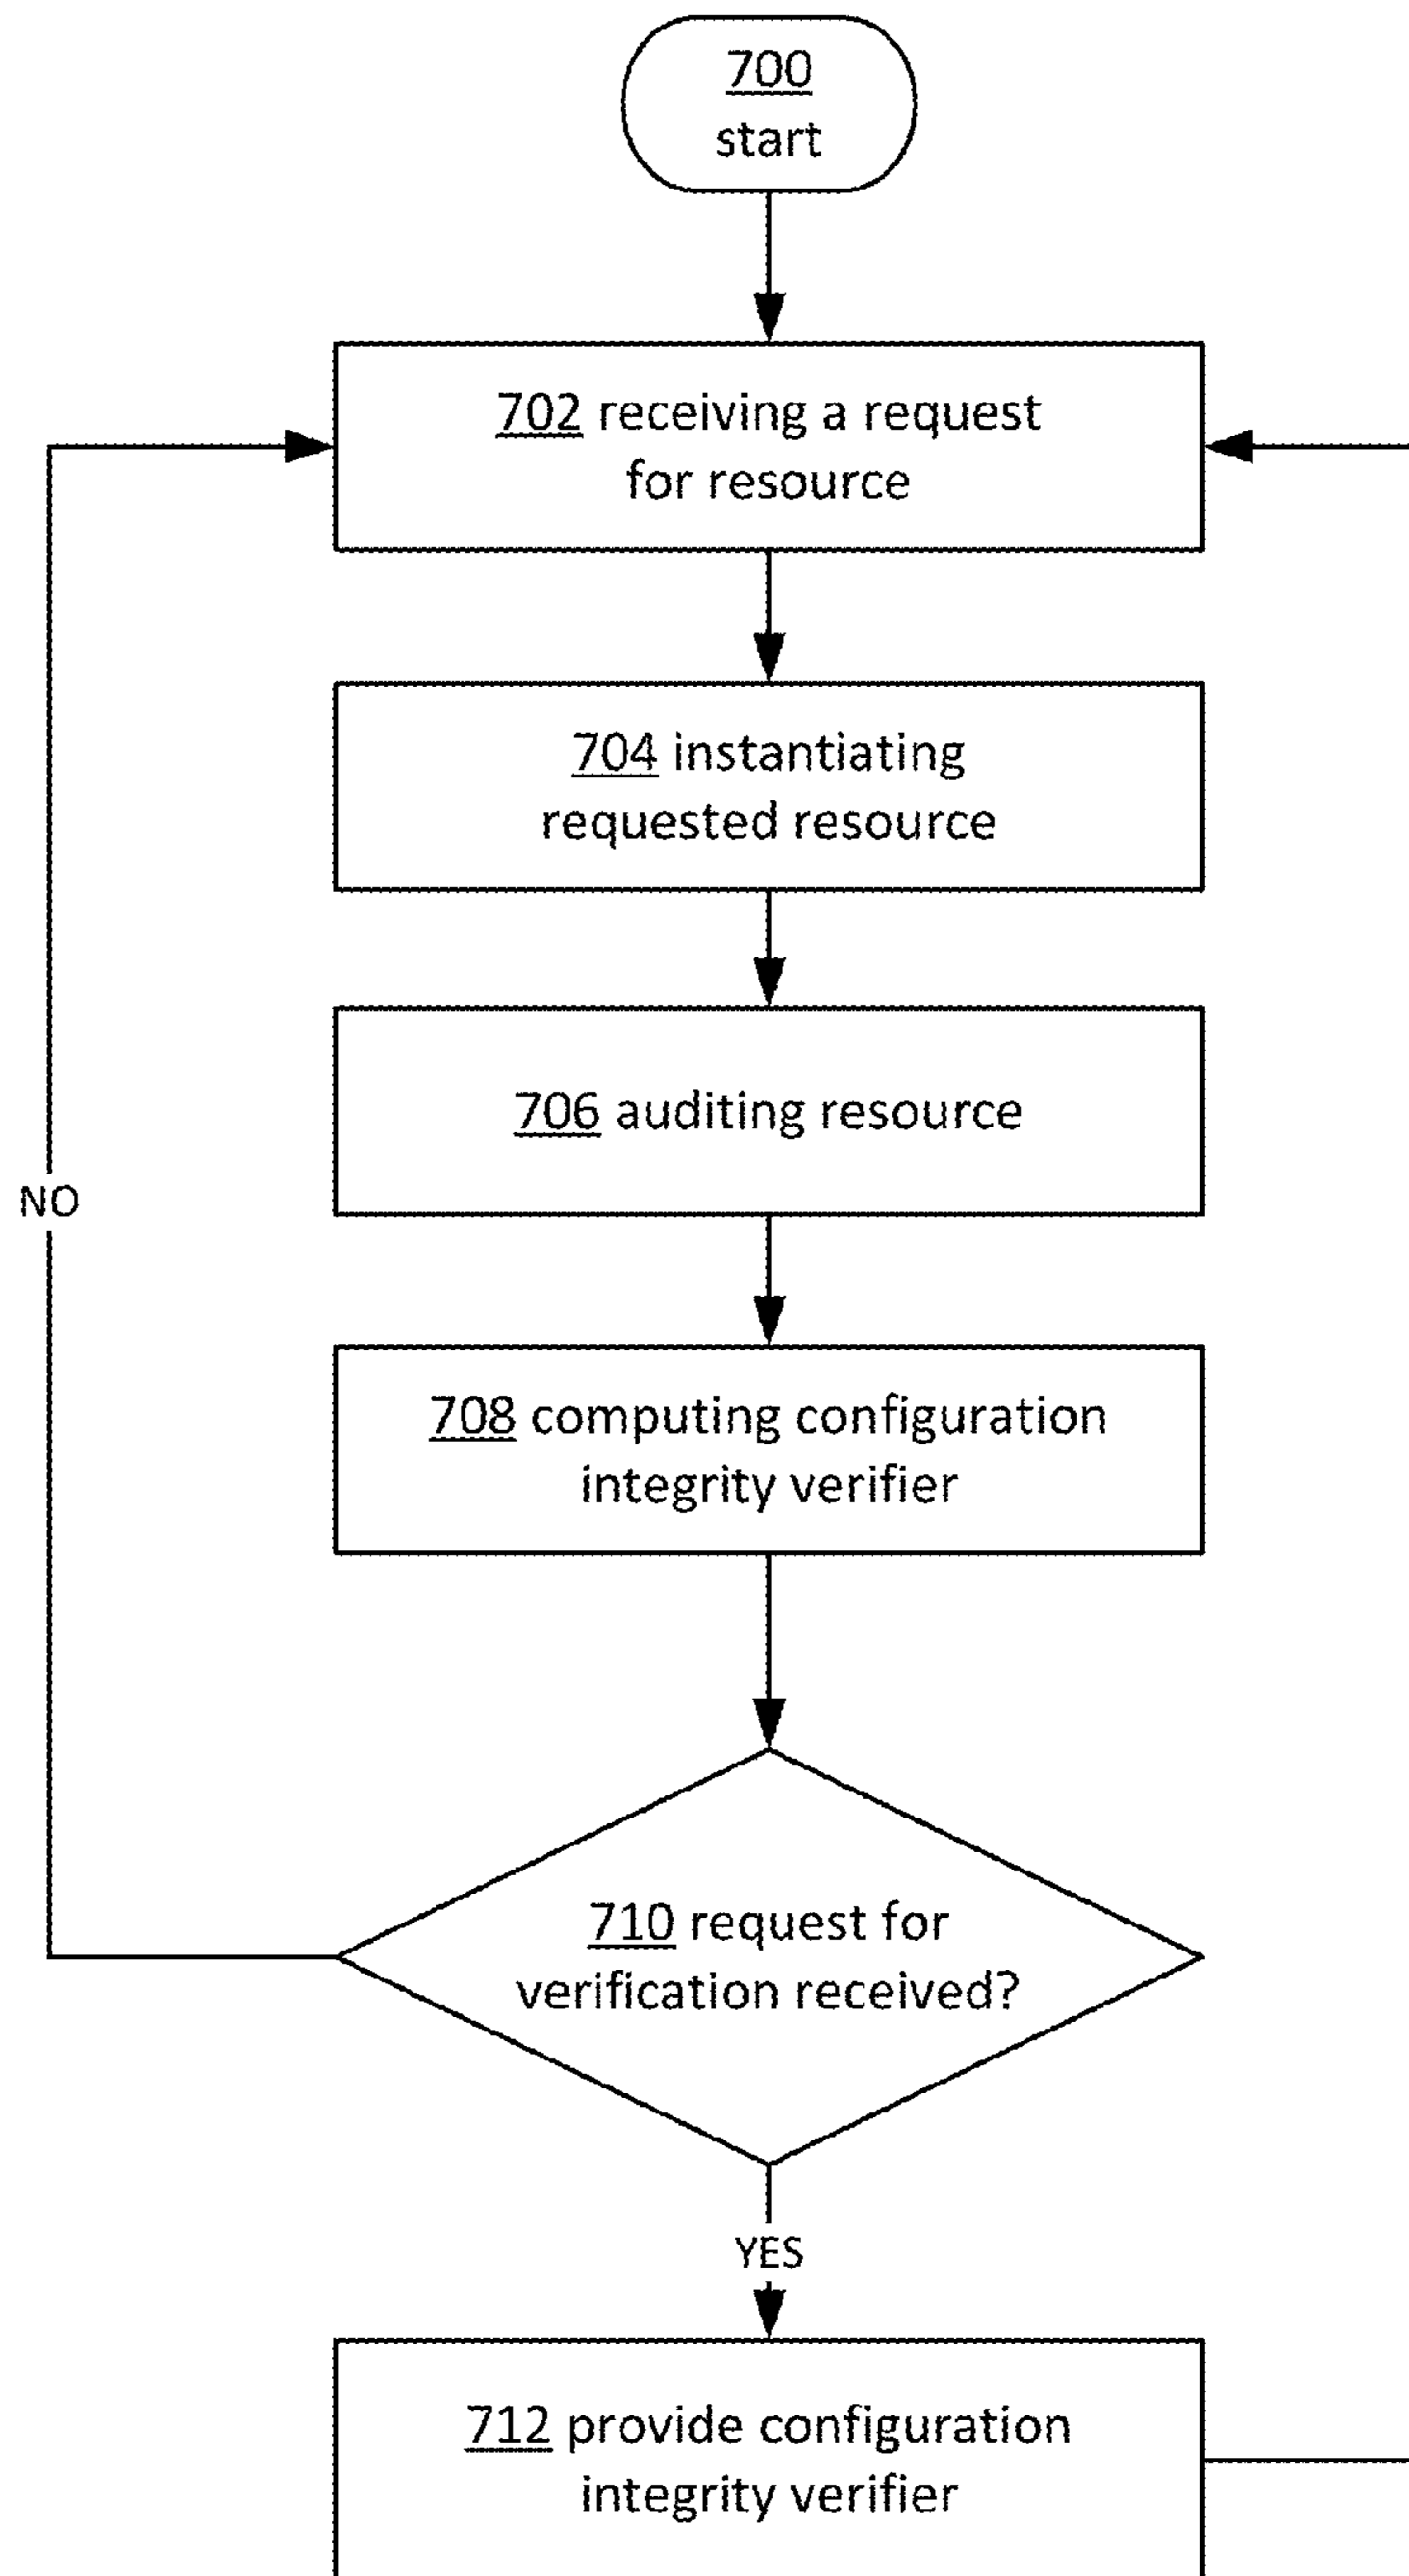 700
start
702 receiving a request
for resource
704 instantiating
requested resource
706 auditing resource
NO
708 computing configuration
integrity verifier
710 request for
verification received?
YES
712 provide configuration
integrity verifier